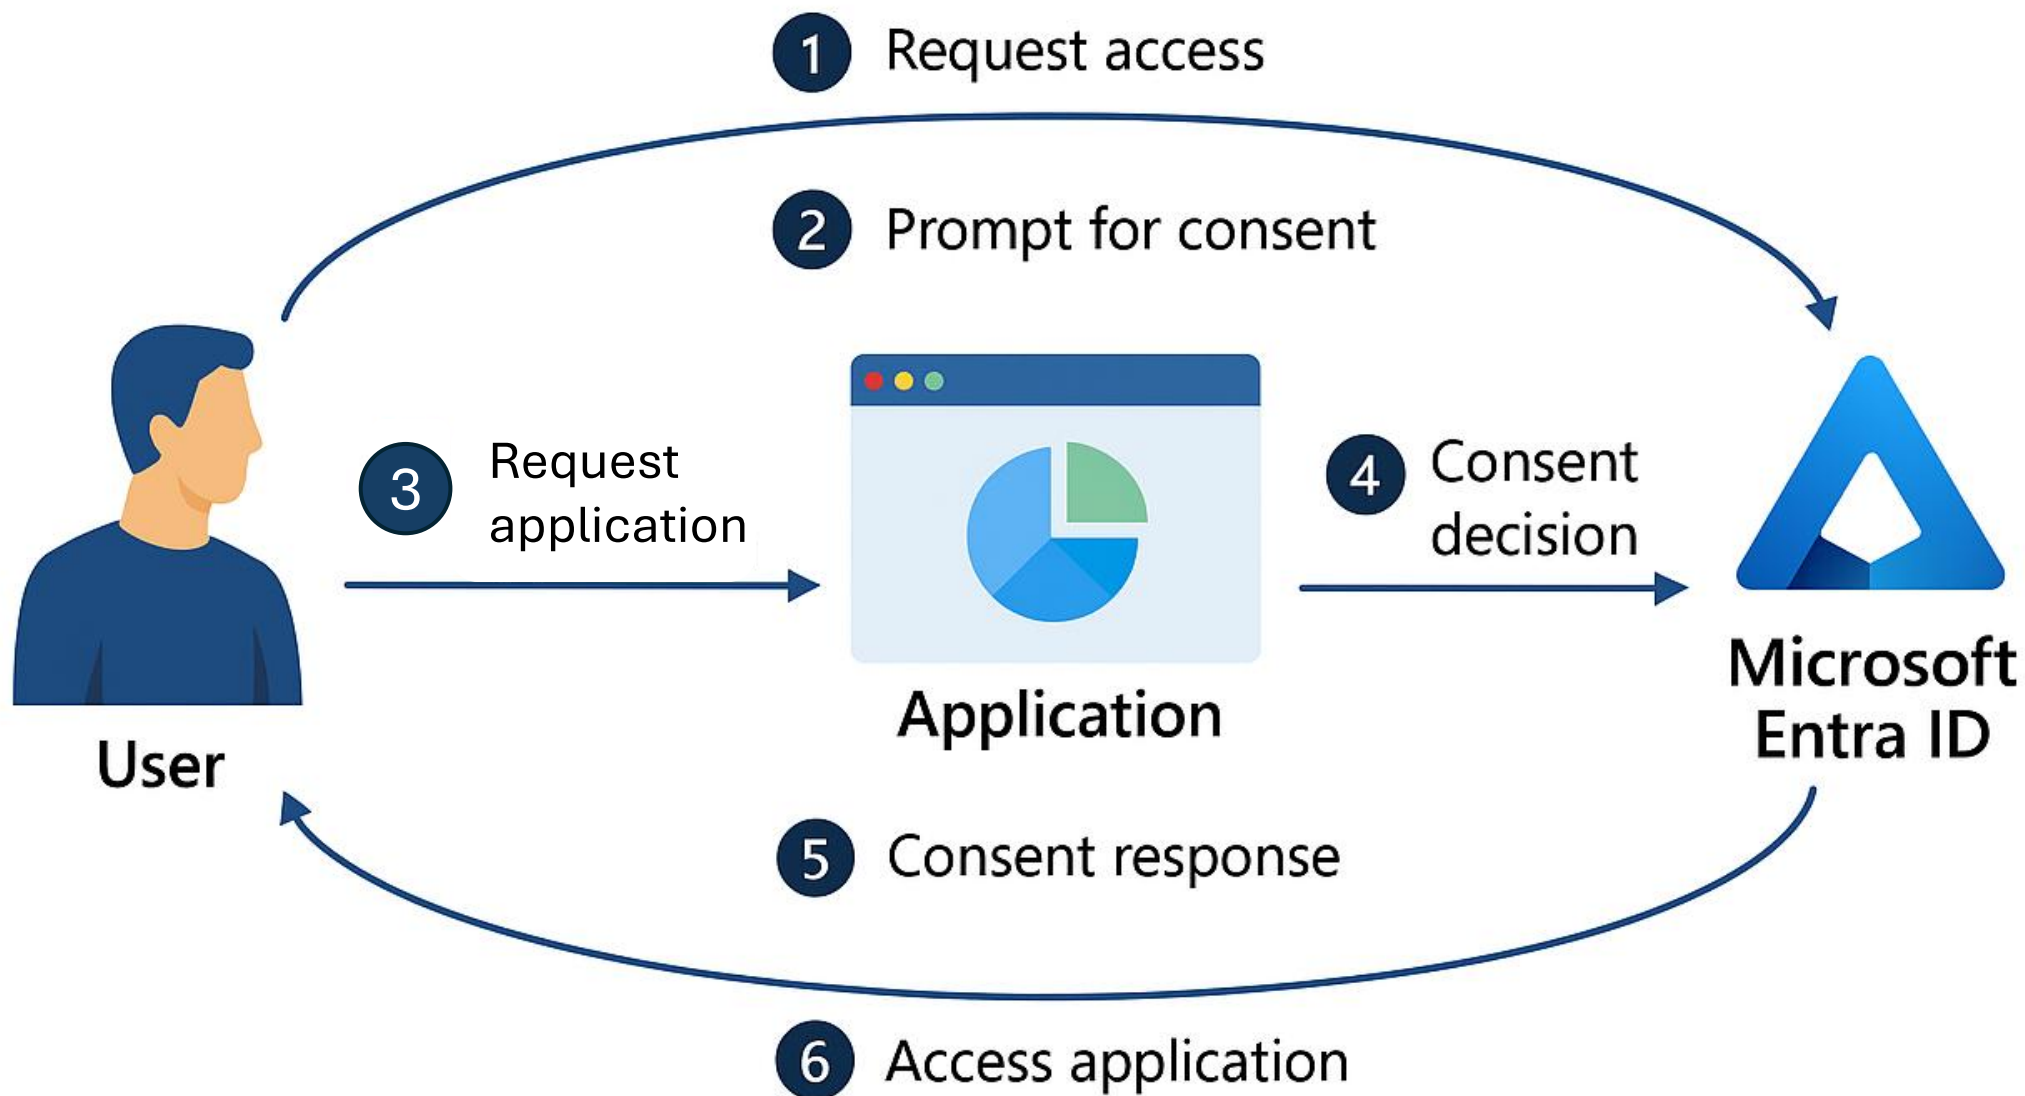 1 Request access
2 Prompt for consent
3 Request
application
4 Consent
decision
Application
Microsoft
Entra ID
User
5 Consent response
6 Access application